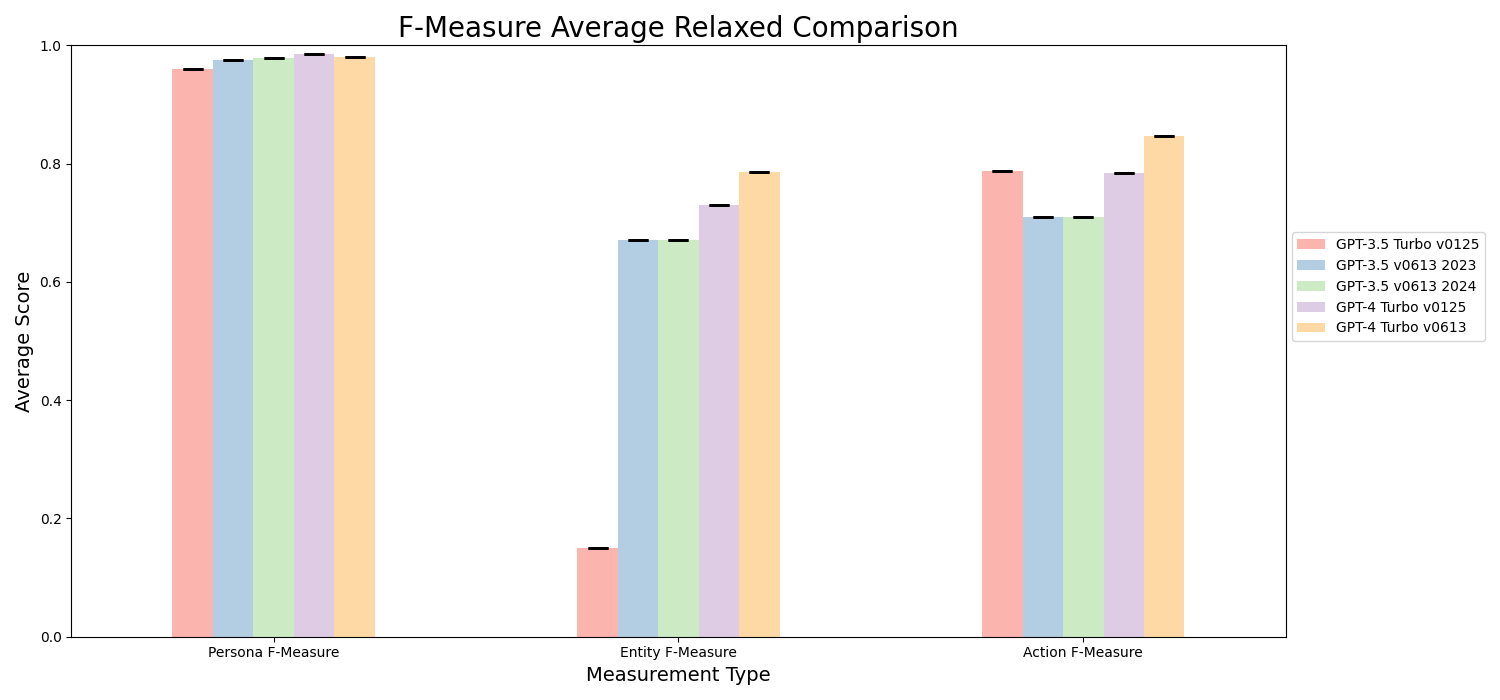 F-Measure Average Relaxed Comparison
1.0
0.8
0.6
0.4
0.2
0.0
Average Score
Persona F-Measure
Entity F-Measure
Action F-Measure
Measurement Type
GPT-3.5 Turbo v0125
GPT-3.5 v0613 2023
GPT-3.5 v0613 2024
GPT-4 Turbo v0125
GPT-4 Turbo v0613